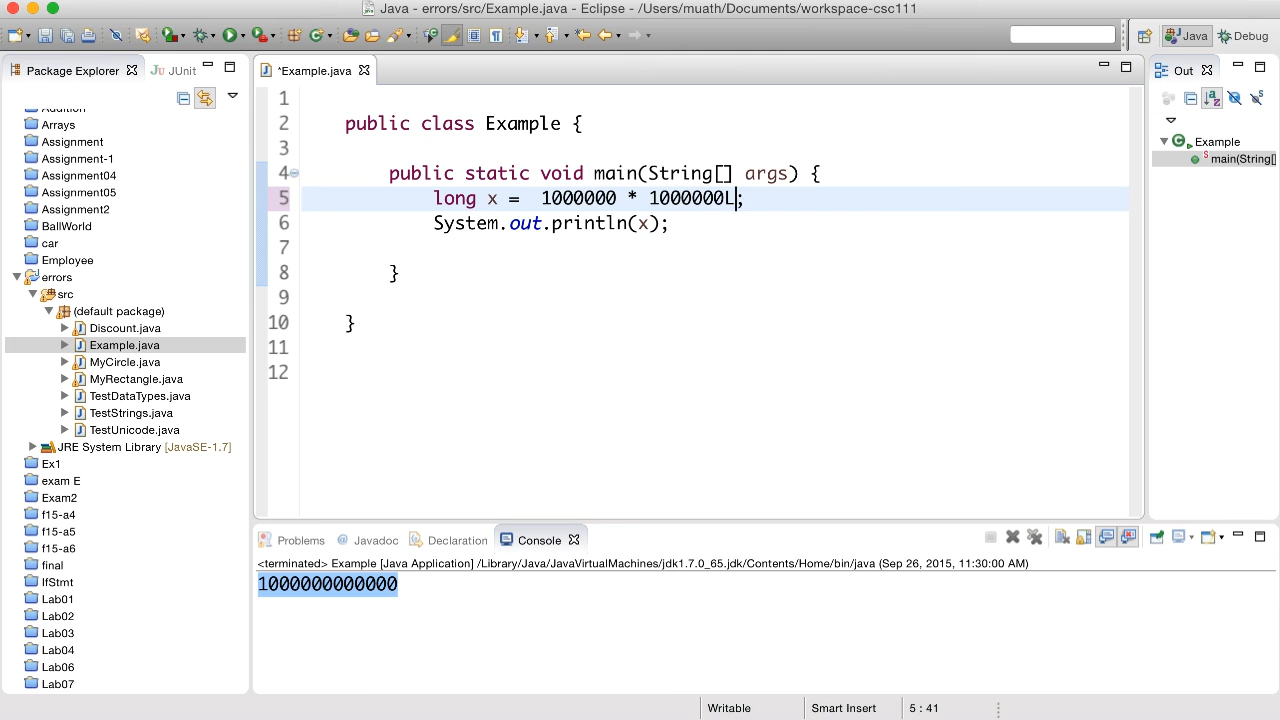 Java - errors/src/Example.java - Eclipse - /Users/muath/Documents/workspace-csc111
Java
Debug
Package Explorer
JUnit
*Example.java
Out
Addition
Arrays
Assignment
Assignment-1
Assignment04
Assignment05
Assignment2
BallWorld
car
Employee
errors
src
(default package)
Discount.java
Example.java
MyCircle.java
MyRectangle.java
TestDataTypes.java
TestStrings.java
TestUnicode.java
JRE System Library [JavaSE-1.7]
Ex1
exam E
Exam2
f15-a4
f15-a5
f15-a6
final
IfStmt
Lab01
Lab02
Lab03
Lab04
Lab06
Lab07
1
2 public class Example {
3
4 public static void main(String[] args) {
5 long x =  1000000 * 1000000L;
6 System.out.println(x);
7
8 }
9
10 }
11
12
Example
main(String[]
Problems
Javadoc
Declaration
Console
<terminated> Example [Java Application] /Library/Java/JavaVirtualMachines/jdk1.7.0_65.jdk/Contents/Home/bin/java (Sep 26, 2015, 11:30:00 AM)
1000000000000
Writable
Smart Insert
5 : 41